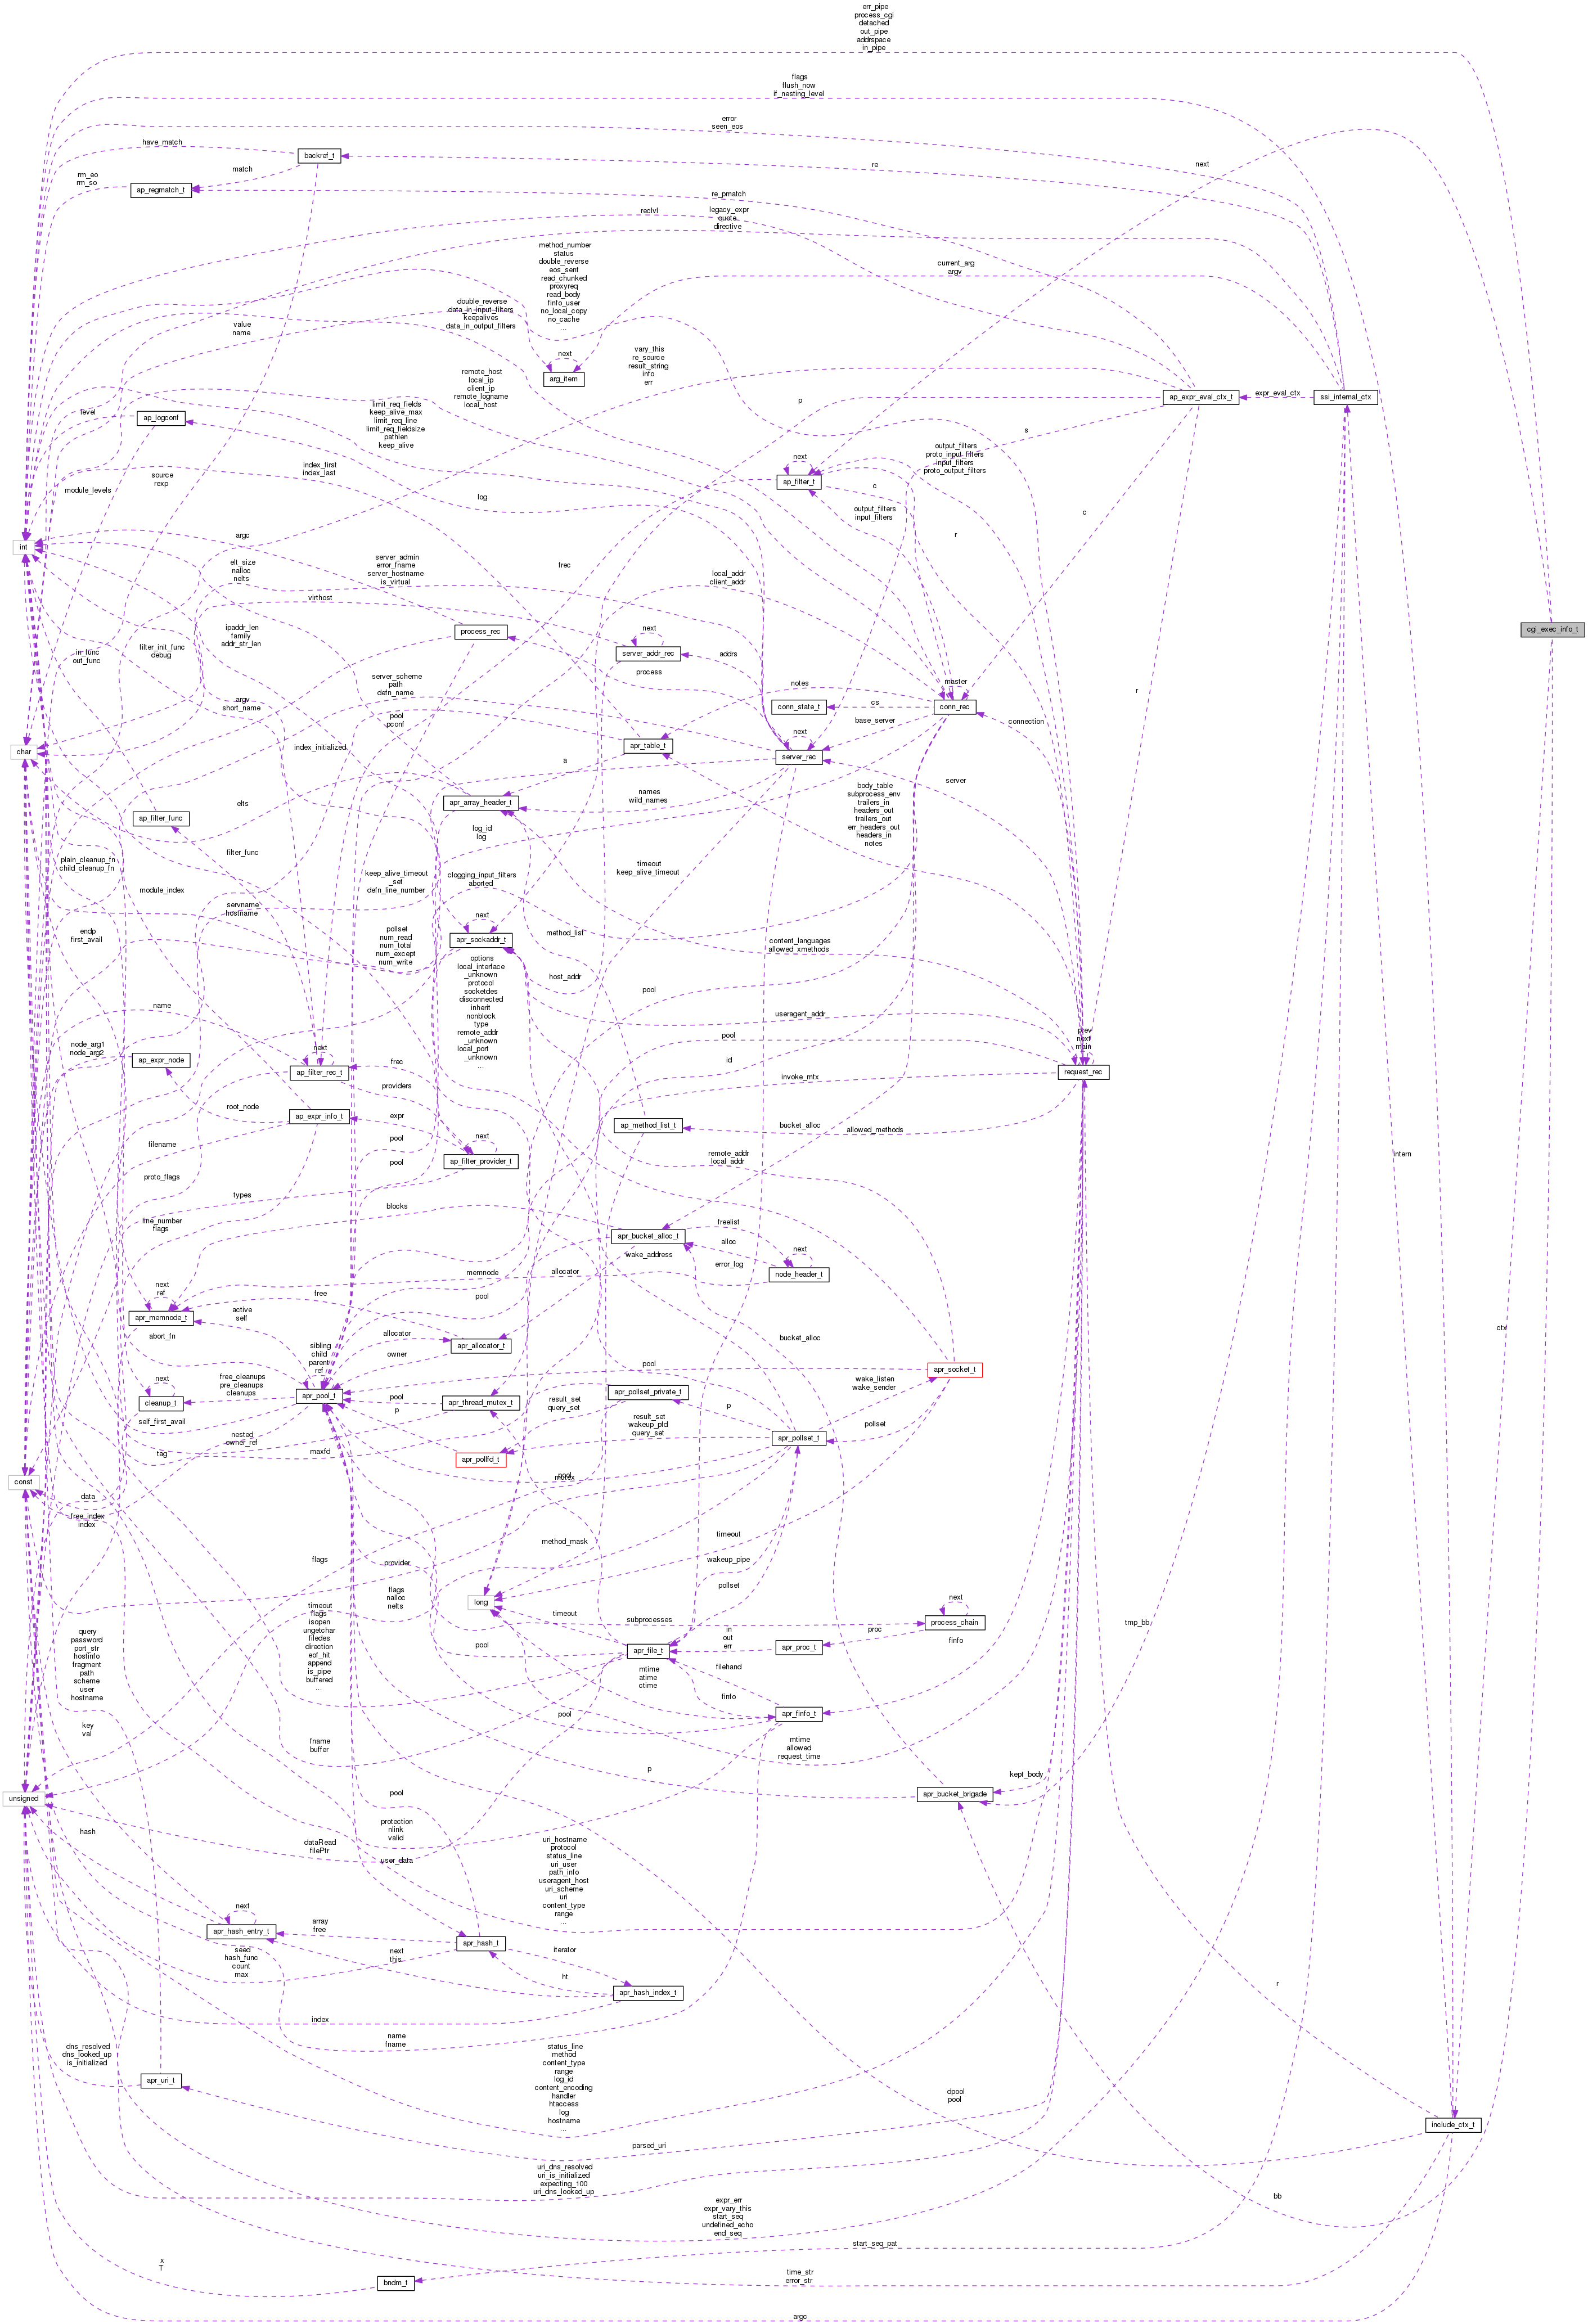 err_pipe
process_cgi
detached
out_pipe
addrspace
in_pipe
flags
flush_now
if_nesting_level
error
seen_eos
next
have_match
backref_t
re
match
rm_eo
rm_so
ap_regmatch_t
re_pmatch
reclvl
legacy_expr
quote
directive
method_number
status
double_reverse
eos_sent
read_chunked
proxyreq
read_body
finfo_user
no_local_copy
no_cache
...
current_arg
argv
double_reverse
data_in_input_filters
keepalives
data_in_output_filters
value
name
next
arg_item
vary_this
re_source
result_string
info
err
remote_host
local_ip
client_ip
remote_logname
local_host
p
ap_expr_eval_ctx_t
expr_eval_ctx
ssi_internal_ctx
level
ap_logconf
limit_req_fields
keep_alive_max
limit_req_line
limit_req_fieldsize
pathlen
keep_alive
s
output_filters
proto_input_filters
input_filters
proto_output_filters
next
ap_filter_t
source
rexp
index_first
index_last
module_levels
log
c
output_filters
input_filters
c
r
argc
int
server_admin
error_fname
server_hostname
is_virtual
elt_size
nalloc
nelts
frec
local_addr
client_addr
virthost
cgi_exec_info_t
ipaddr_len
family
addr_str_len
process_rec
next
server_addr_rec
addrs
in_func
out_func
filter_init_func
debug
process
server_scheme
path
defn_name
notes
master
conn_rec
r
argv
short_name
pool
pconf
conn_state_t
cs
base_server
connection
char
index_initialized
apr_table_t
next
server_rec
a
server
elts
apr_array_header_t
names
wild_names
body_table
subprocess_env
trailers_in
headers_out
trailers_out
err_headers_out
headers_in
notes
ap_filter_func
log_id
log
plain_cleanup_fn
child_cleanup_fn
filter_func
keep_alive_timeout
_set
defn_line_number
clogging_input_filters
aborted
timeout
keep_alive_timeout
module_index
servname
hostname
next
apr_sockaddr_t
method_list
content_languages
allowed_xmethods
endp
first_avail
pollset
num_read
num_total
num_except
num_write
options
local_interface
_unknown
protocol
socketdes
disconnected
inherit
nonblock
type
remote_addr
_unknown
local_port
_unknown
...
host_addr
pool
name
useragent_addr
prev
next
main
request_rec
node_arg1
node_arg2
ap_expr_node
next
ap_filter_rec_t
frec
pool
id
providers
invoke_mtx
root_node
ap_expr_info_t
expr
ap_method_list_t
allowed_methods
bucket_alloc
filename
pool
next
ap_filter_provider_t
remote_addr
local_addr
intern
proto_flags
pool
types
line_number
flags
blocks
apr_bucket_alloc_t
freelist
alloc
next
node_header_t
wake_address
error_log
memnode
allocator
next
ref
apr_memnode_t
free
pool
active
self
abort_fn
allocator
apr_allocator_t
owner
bucket_alloc
ctx
sibling
child
parent
ref
apr_pool_t
next
cleanup_t
free_cleanups
pre_cleanups
cleanups
pool
apr_thread_mutex_t
apr_pollset_private_t
pool
apr_socket_t
wake_listen
wake_sender
self_first_avail
p
result_set
query_set
result_set
wakeup_pfd
query_set
p
apr_pollset_t
pollset
nested
owner_ref
tag
maxfd
apr_pollfd_t
const
pool
mutex
data
free_index
index
flags
provider
method_mask
timeout
wakeup_pipe
flags
nalloc
nelts
long
pollset
next
process_chain
timeout
subprocesses
timeout
flags
isopen
ungetchar
filedes
direction
eof_hit
append
is_pipe
buffered
...
query
password
port_str
hostinfo
fragment
path
scheme
user
hostname
pool
apr_file_t
in
out
err
apr_proc_t
proc
finfo
tmp_bb
mtime
atime
ctime
filehand
finfo
apr_finfo_t
key
val
fname
buffer
pool
mtime
allowed
request_time
p
kept_body
apr_bucket_brigade
unsigned
pool
hash
dataRead
filePtr
protection
nlink
valid
user_data
uri_hostname
protocol
status_line
uri_user
path_info
useragent_host
uri_scheme
uri
content_type
range
...
next
apr_hash_entry_t
array
free
apr_hash_t
iterator
seed
hash_func
count
max
next
this
ht
apr_hash_index_t
r
index
name
fname
dns_resolved
dns_looked_up
is_initialized
apr_uri_t
status_line
method
content_type
range
log_id
content_encoding
handler
htaccess
log
hostname
...
dpool
pool
include_ctx_t
parsed_uri
uri_dns_resolved
uri_is_initialized
expecting_100
uri_dns_looked_up
bb
expr_err
expr_vary_this
start_seq
undefined_echo
end_seq
start_seq_pat
x
T
bndm_t
time_str
error_str
argc